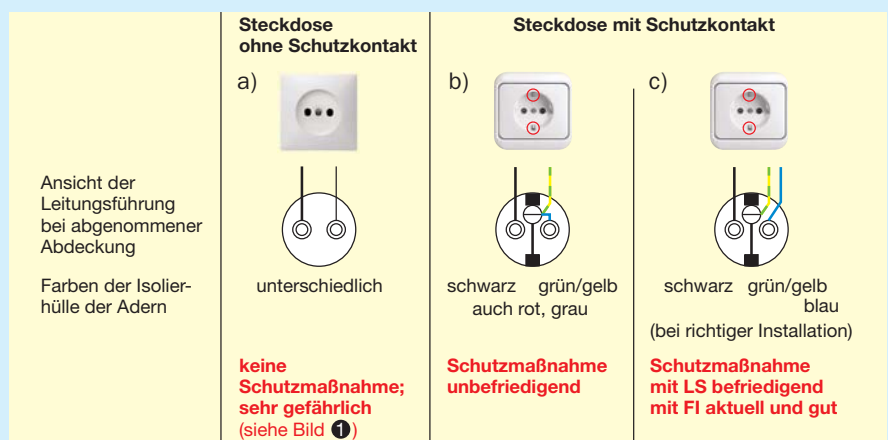 Steckdose
ohne Schutzkontakt
Steckdose mit Schutzkontakt
a)
b)
c)
Ansicht der
Leitungsführung
bei abgenommener
Abdeckung
Farben der Isolier-
hülle der Adern
unterschiedlich
schwarz grün/gelb
auch rot, grau
schwarz grün/gelb
blau
(bei richtiger Installation)
keine
Schutzmaßnahme;
sehr gefährlich
(siehe Bild ❶)
Schutzmaßnahme
unbefriedigend
Schutzmaßnahme
mit LS befriedigend
mit FI aktuell und gut